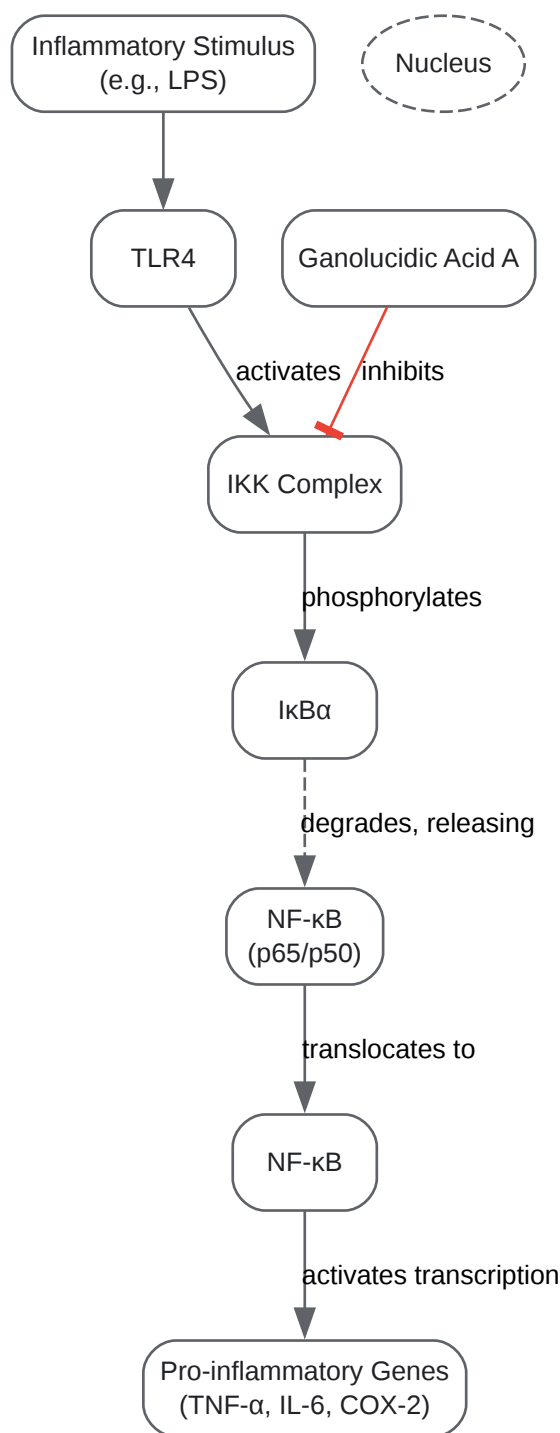 Inflammatory Stimulus
(e.g., LPS)
Nucleus
TLR4
Ganolucidic Acid A
activates
inhibits
IKK Complex
phosphorylates
IκBα
degrades, releasing
NF-κB
(p65/p50)
translocates to
NF-κB
activates transcription
Pro-inflammatory Genes
(TNF-α, IL-6, COX-2)